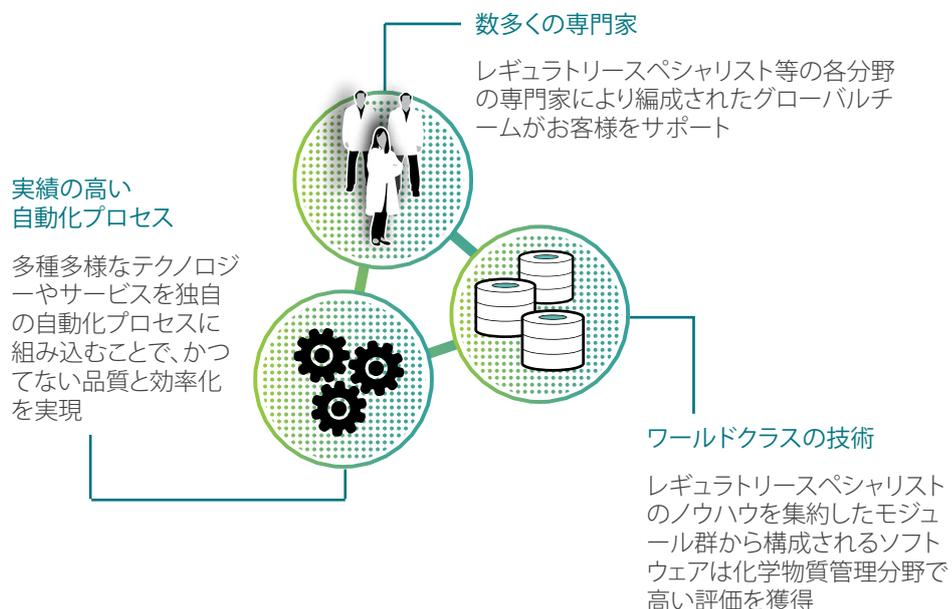 数多くの専門家
レギュラトリースペシャリスト等の各分野
の専門家により編成されたグローバルチ
ームがお客様をサポート
実績の高い
自動化プロセス
多種多様なテクノロジ
ーやサービスを独自
の自動化プロセスに
組み込むことで、かつ
てない品質と効率化
を実現
ワールドクラスの技術
レギュラトリースペシャリスト
のノウハウを集約したモジュ
ール群から構成されるソフト
ウェアは化学物質管理分野で
高い評価を獲得